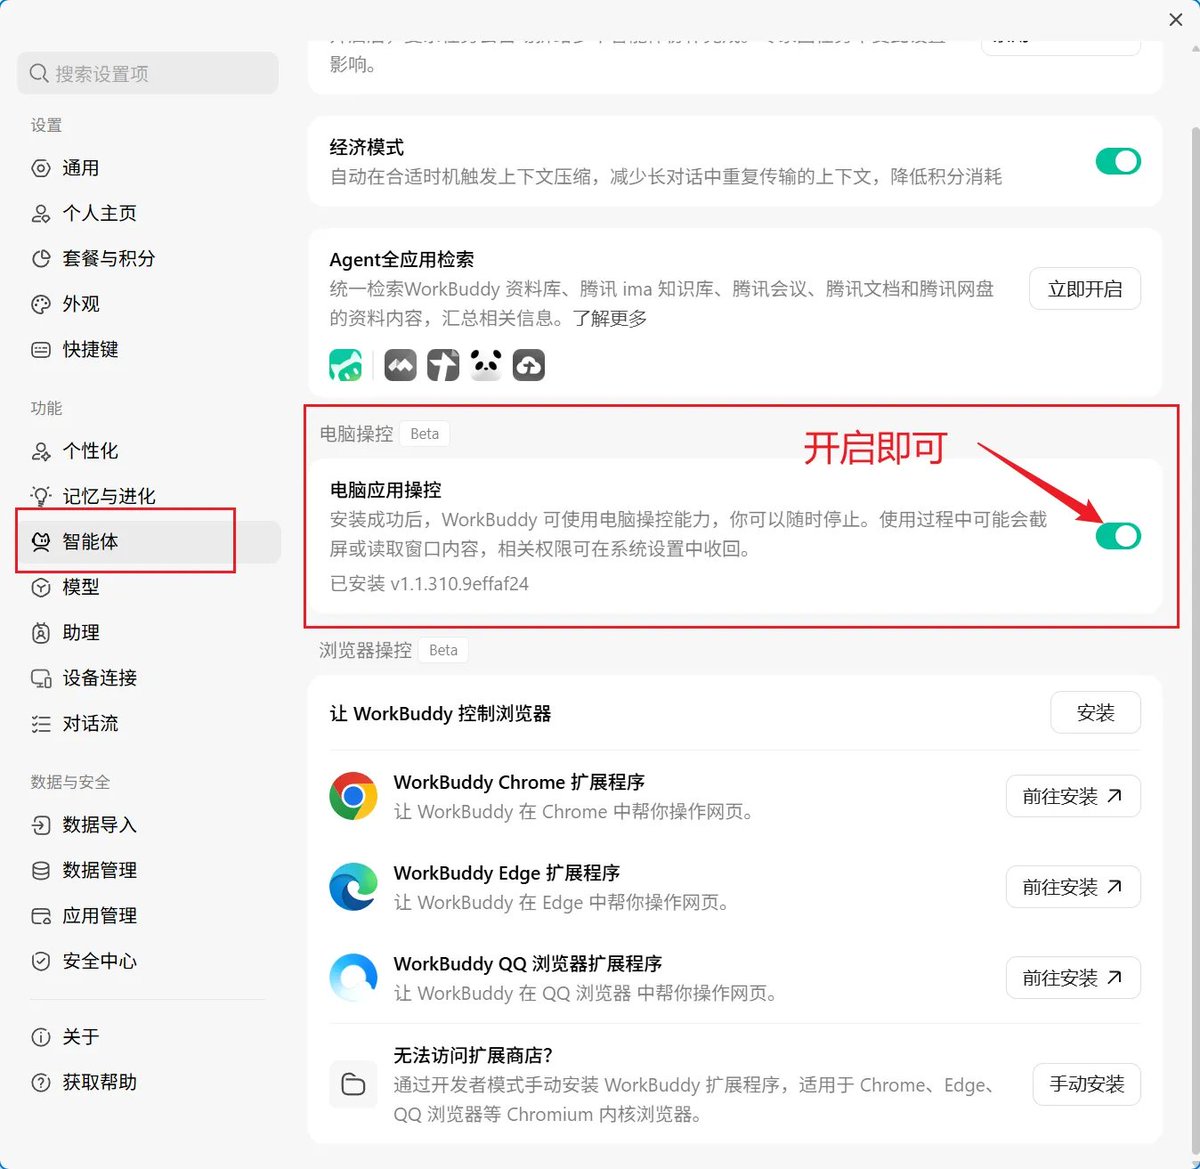 搜索设置项
设置
通用
个人主页
套餐与积分
外观
快捷键
功能
个性化
记忆与进化
智能体
模型
助理
设备连接
对话流
数据与安全
数据导入
数据管理
应用管理
安全中心
关于
获取帮助
影响。
经济模式
自动在合适时机触发上下文压缩，减少长对话中重复传输的上下文，降低积分消耗
Agent全应用检索
统一检索WorkBuddy 资料库、腾讯 ima 知识库、腾讯会议、腾讯文档和腾讯网盘
的资料内容，汇总相关信息。了解更多
立即开启
电脑操控 Beta
开启即可
电脑应用操控
安装成功后，WorkBuddy 可使用电脑操控能力，你可以随时停止。使用过程中可能会截
屏或读取窗口内容，相关权限可在系统设置中收回。
已安装 v1.1.310.9effaf24
浏览器操控 Beta
让 WorkBuddy 控制浏览器
安装
WorkBuddy Chrome 扩展程序
让 WorkBuddy 在 Chrome 中帮你操作网页。
前往安装
WorkBuddy Edge 扩展程序
让 WorkBuddy 在 Edge 中帮你操作网页。
前往安装
WorkBuddy QQ 浏览器扩展程序
让 WorkBuddy 在 QQ 浏览器 中帮你操作网页。
前往安装
无法访问扩展商店？
通过开发者模式手动安装 WorkBuddy 扩展程序，适用于 Chrome、Edge、
QQ 浏览器等 Chromium 内核浏览器。
手动安装